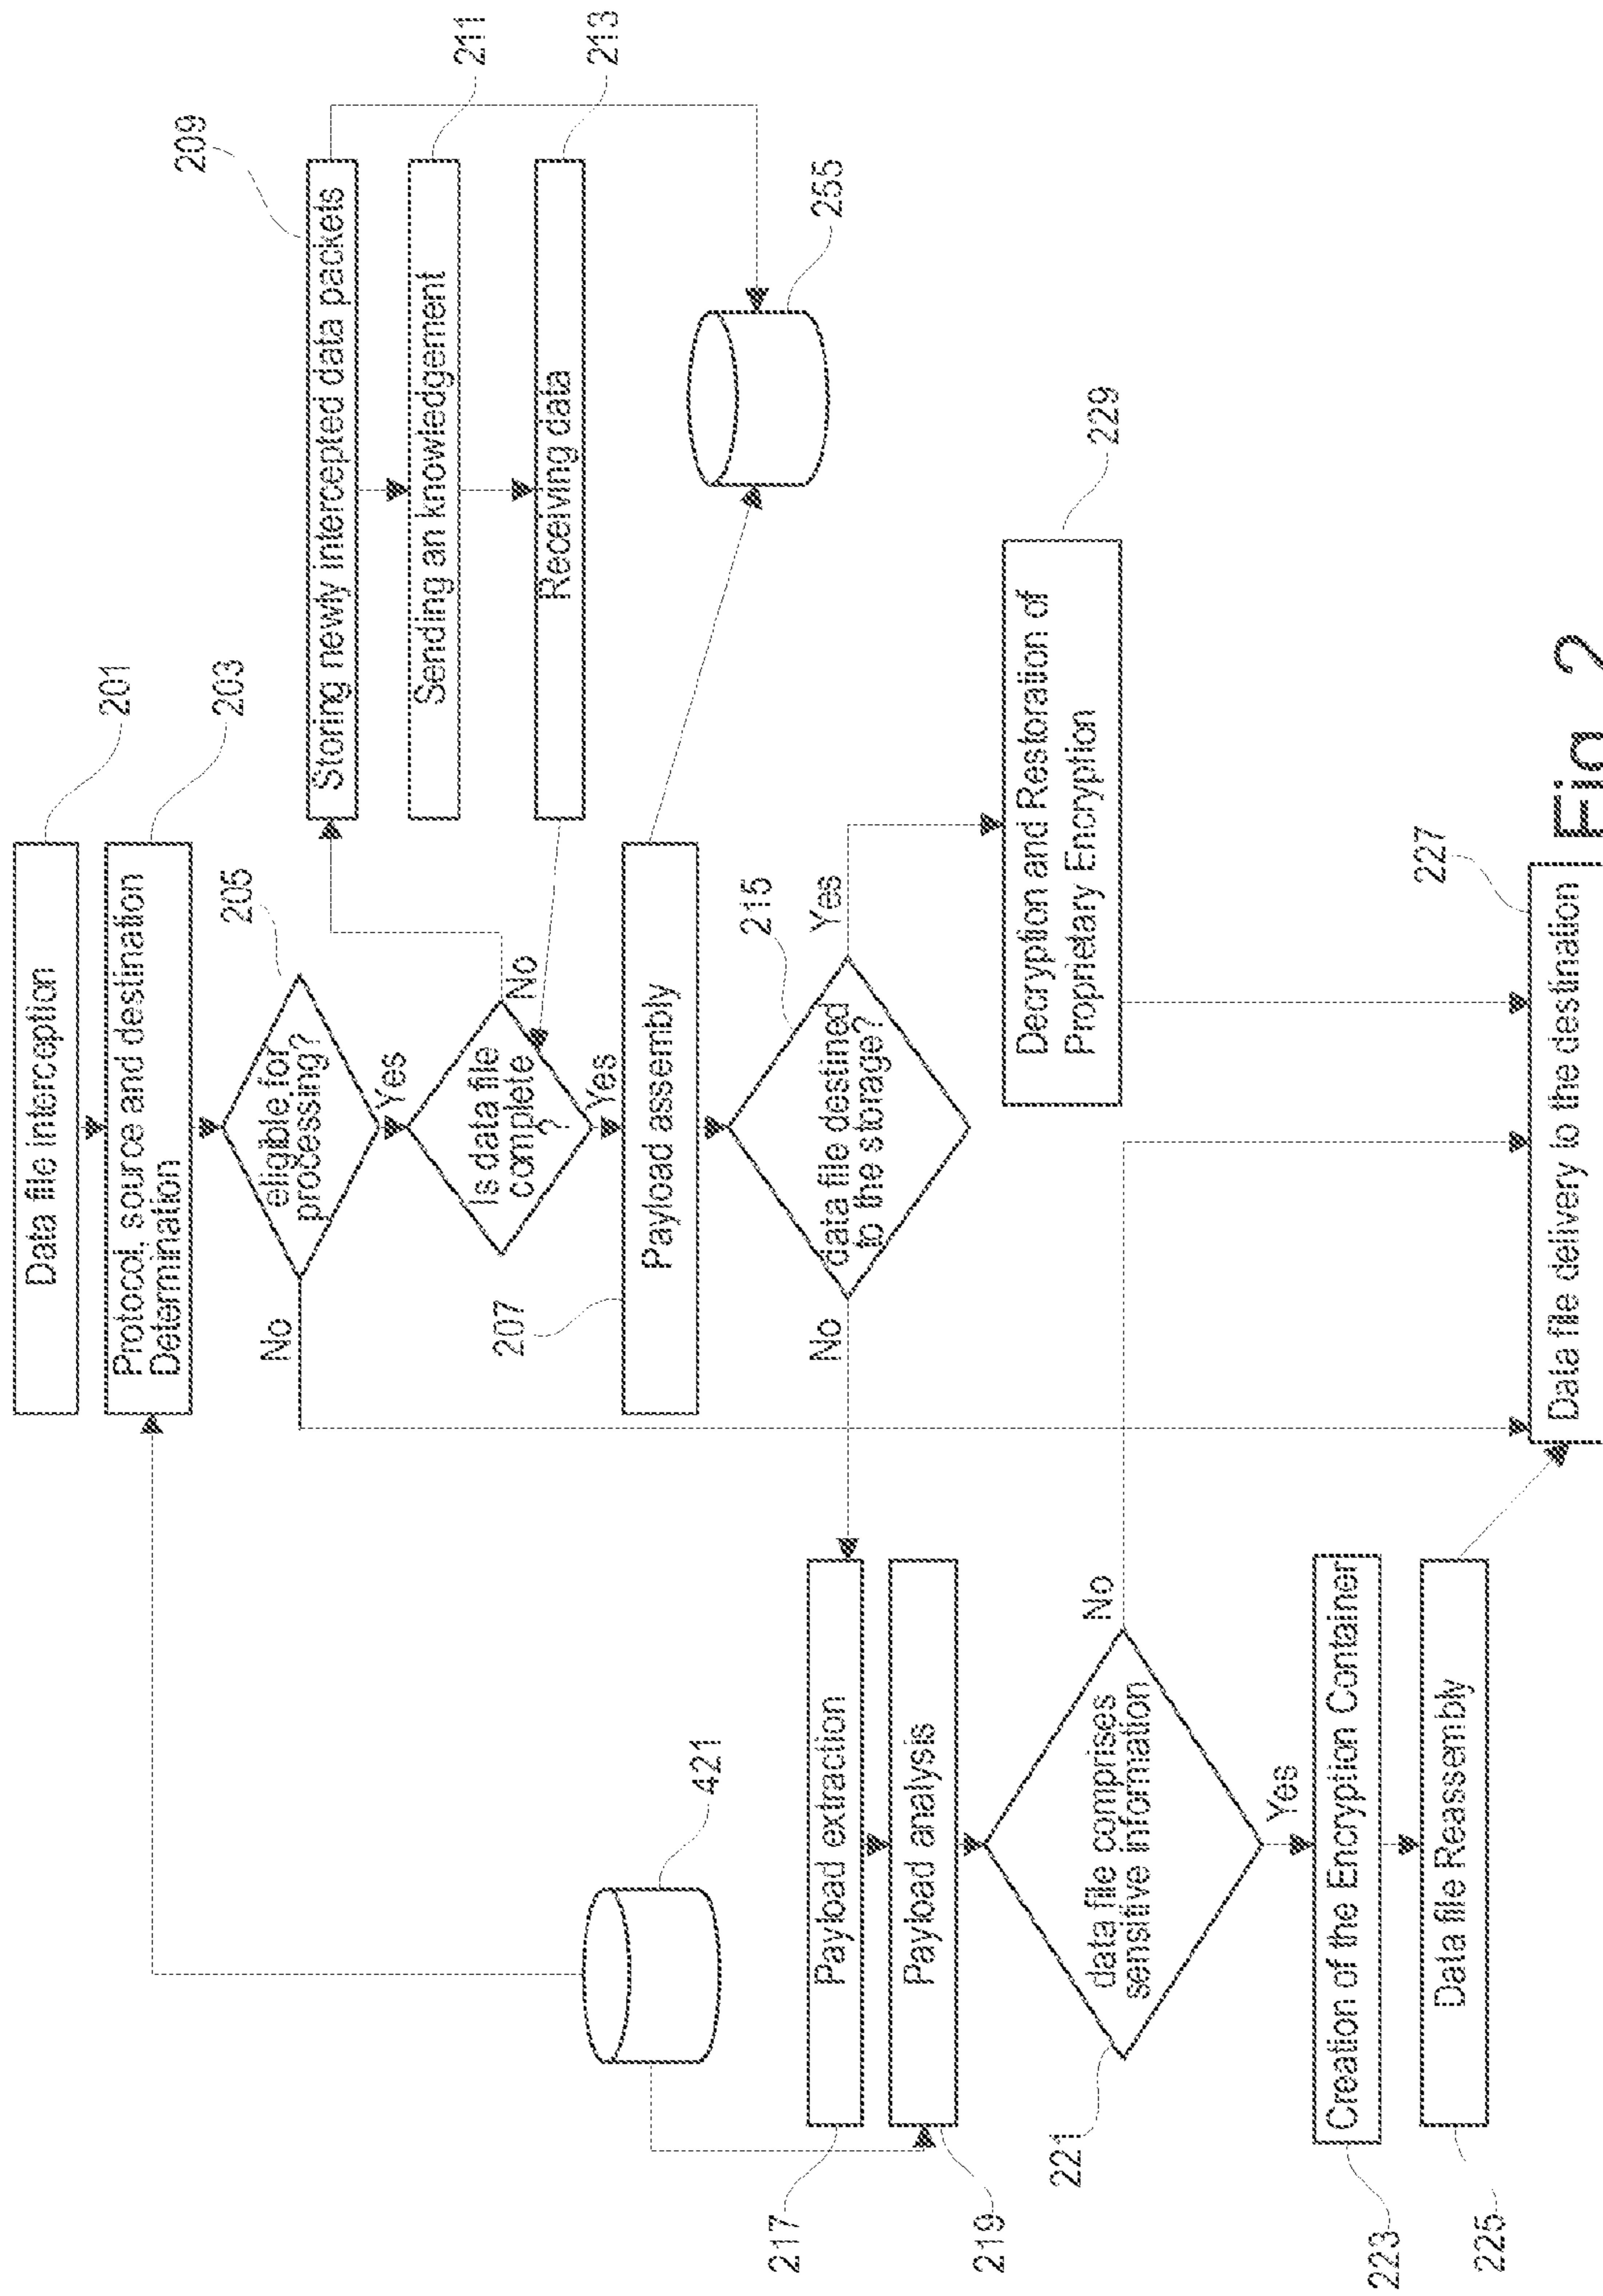 Data file interception
201
Protocol, source and destination
Determination
203
eligible for
processing?
205
No
Yes
Is data file
complete
?
No
Yes
Storing newly intercepted data packets
209
Sending an knowledgement
211
Receiving data
213
255
Payload assembly
207
data file destined
to the storage?
215
No
Yes
Decryption and Restoration of
Proprietary Encryption
229
421
Payload extraction
217
Payload analysis
219
data file comprises
sensitive information
221
No
Yes
Creation of the Encryption Container
223
Data file Reassembly
225
Data file delivery to the destination
227
Fig. 2